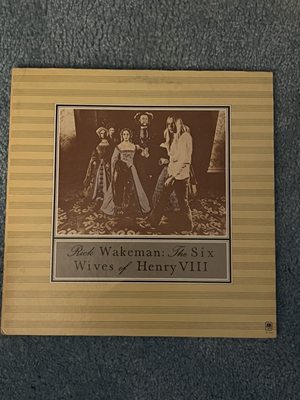 Rick Wakeman: The Six
Wives of Henry VIII